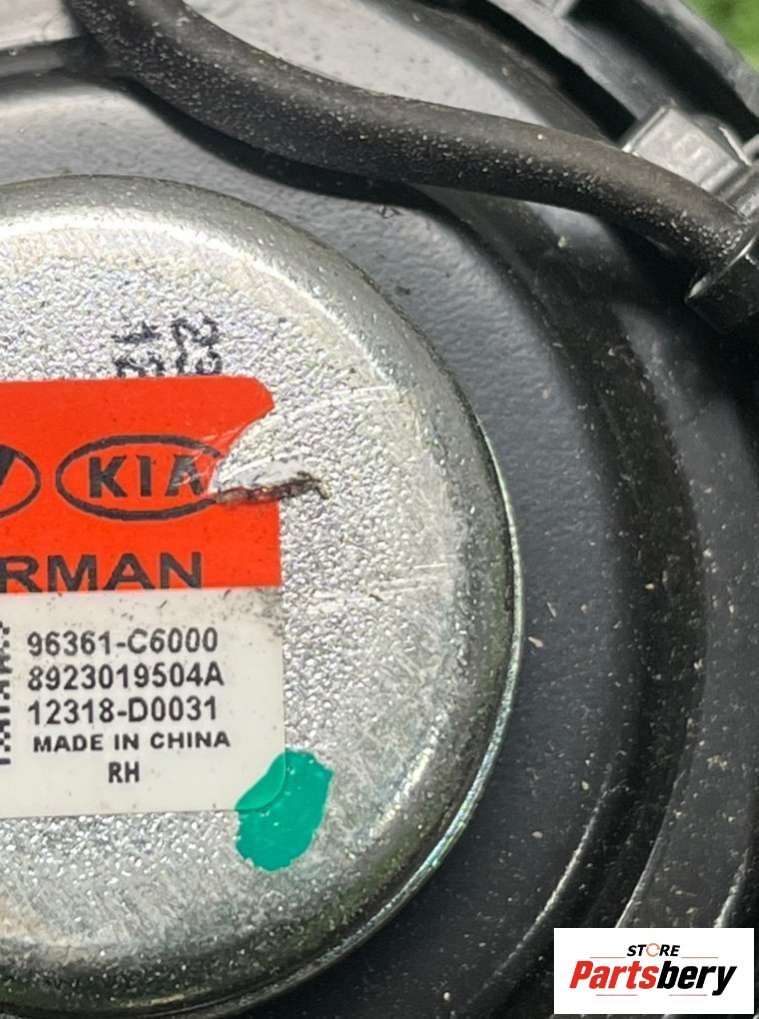 KIA
RMAN
96361-C6000
8923019504A
12318-D0031
MADE IN CHINA
RH
STORE
Partsbery